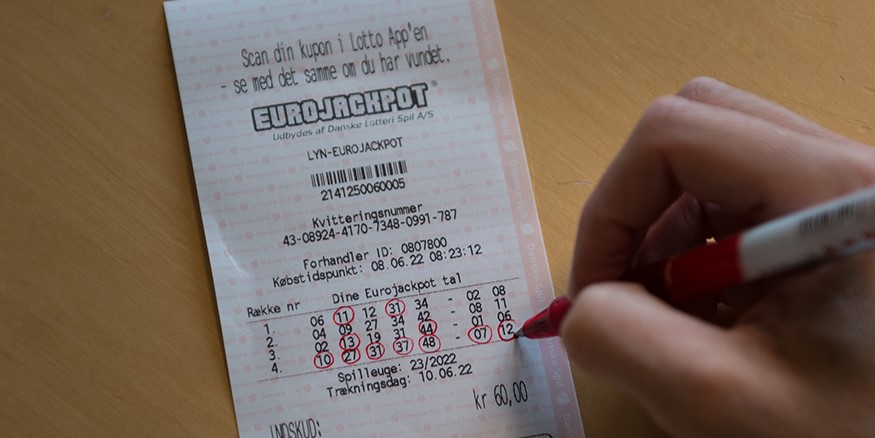 Scan din kupon i Lotto App'en
- se med det samme om du har vundet.
EUROJACKPOT®
Udbydes af Danske Lotteri Spil A/S
LYN-EUROJACKPOT
2141250060005
Kvitteringsnummer
43-08924-4170-7348-0991-787
Forhandler ID: 0807800
Købstidspunkt: 08.06.22 08:23:12
Række nr Dine Eurojackpot tal
1. 06 11 12 31 34 - 02 08
2. 04 09 27 34 42 - 08 11
3. 02 13 19 31 44 - 01 06
4. 10 27 31 37 48 - 07 12
Spilleuge: 23/2022
Trækningsdag: 10.06.22
kr 60,00
INDSKUD: